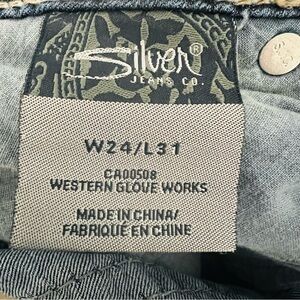 Silver®
JEANS CO.
W24/L31
CA00508
WESTERN GLOVE WORKS
MADE IN CHINA/
FABRIQUÉ EN CHINE